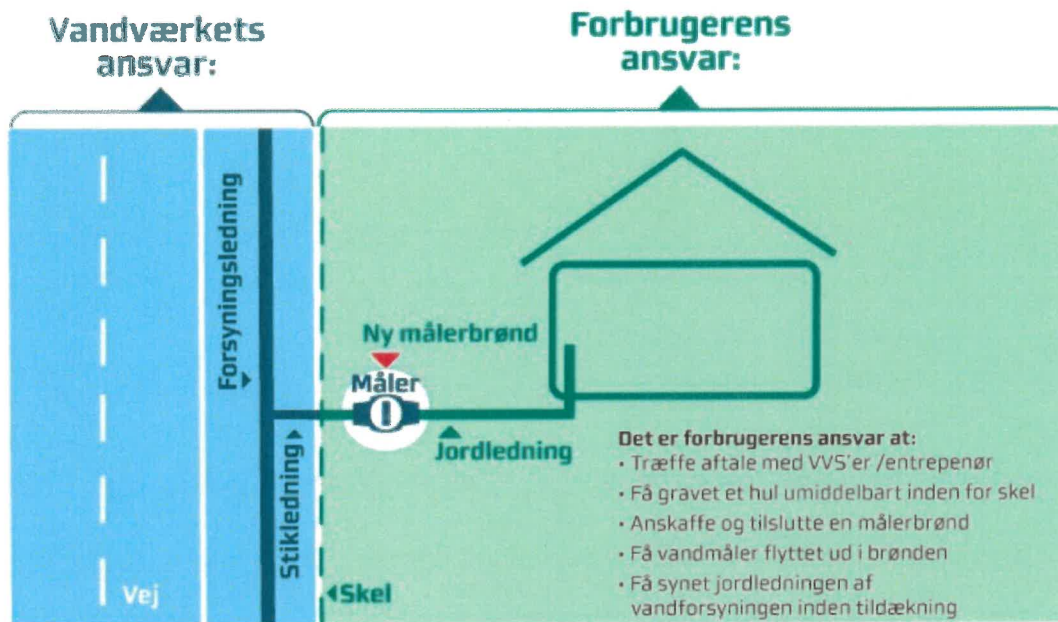 Vandværkets
ansvar:
Forbrugerens
ansvar:
Forsyningsledning
Ny målerbrønd
Måler
Jordledning
Stikledning
Vej
Skel
Det er forbrugerens ansvar at:
• Træffe aftale med VVS'er /entrepenør
• Få gravet et hul umiddelbart inden for skel
• Anskaffe og tilslutte en målerbrønd
• Få vandmåler flyttet ud i brønden
• Få synet jordledningen af
vandforsyningen inden tildækning